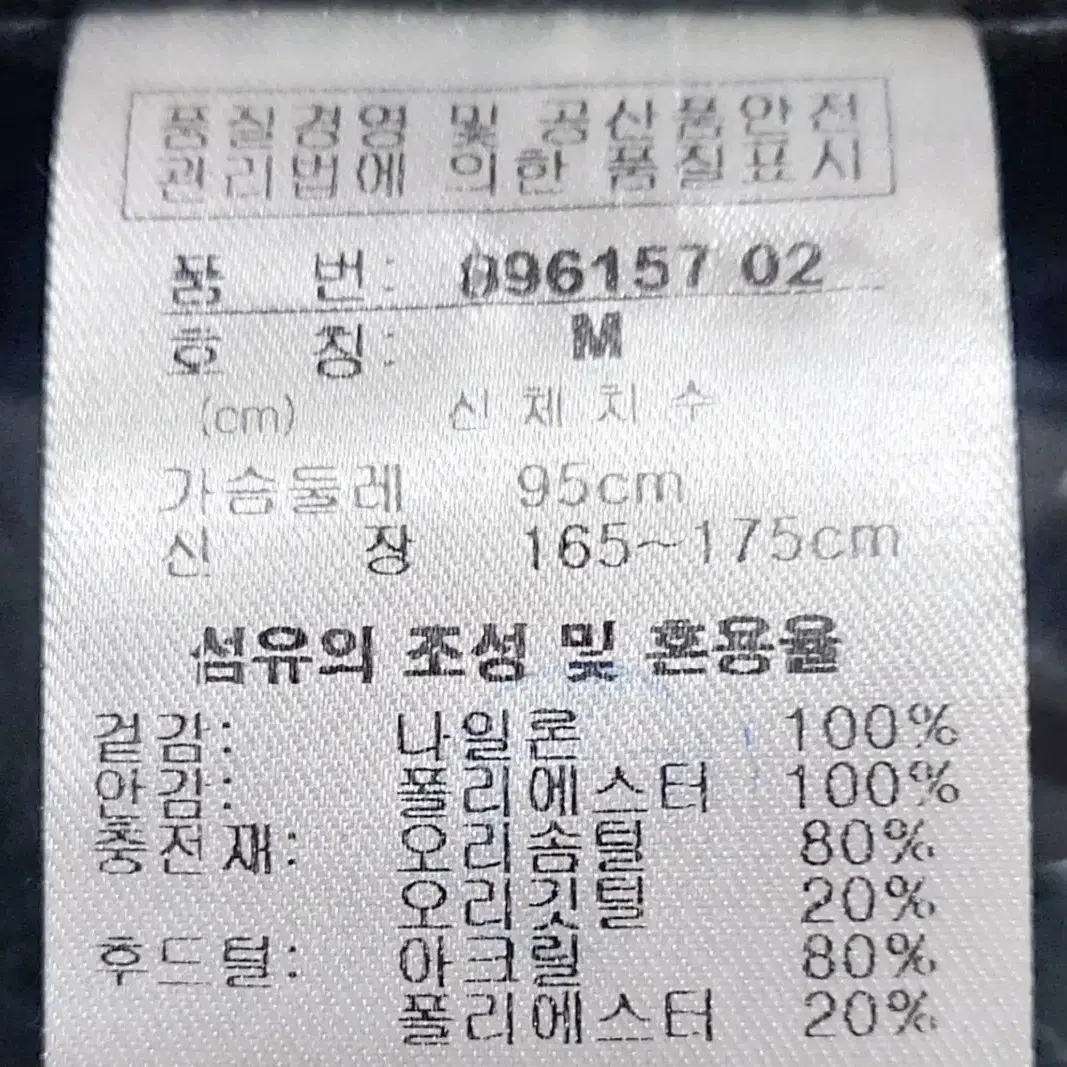 품질경영 및 공산품안전
관리법에 의한 품질표시
품 번: 096157 02
호 칭: M
(cm) 신체치수
가슴둘레 95cm
신 장 165~175cm
섬유의 조성 및 혼용율
겉감: 나일론 100%
안감: 폴리에스터 100%
충전재: 오리솜털 80%
오리깃털 20%
후드털: 아크릴 80%
폴리에스터 20%